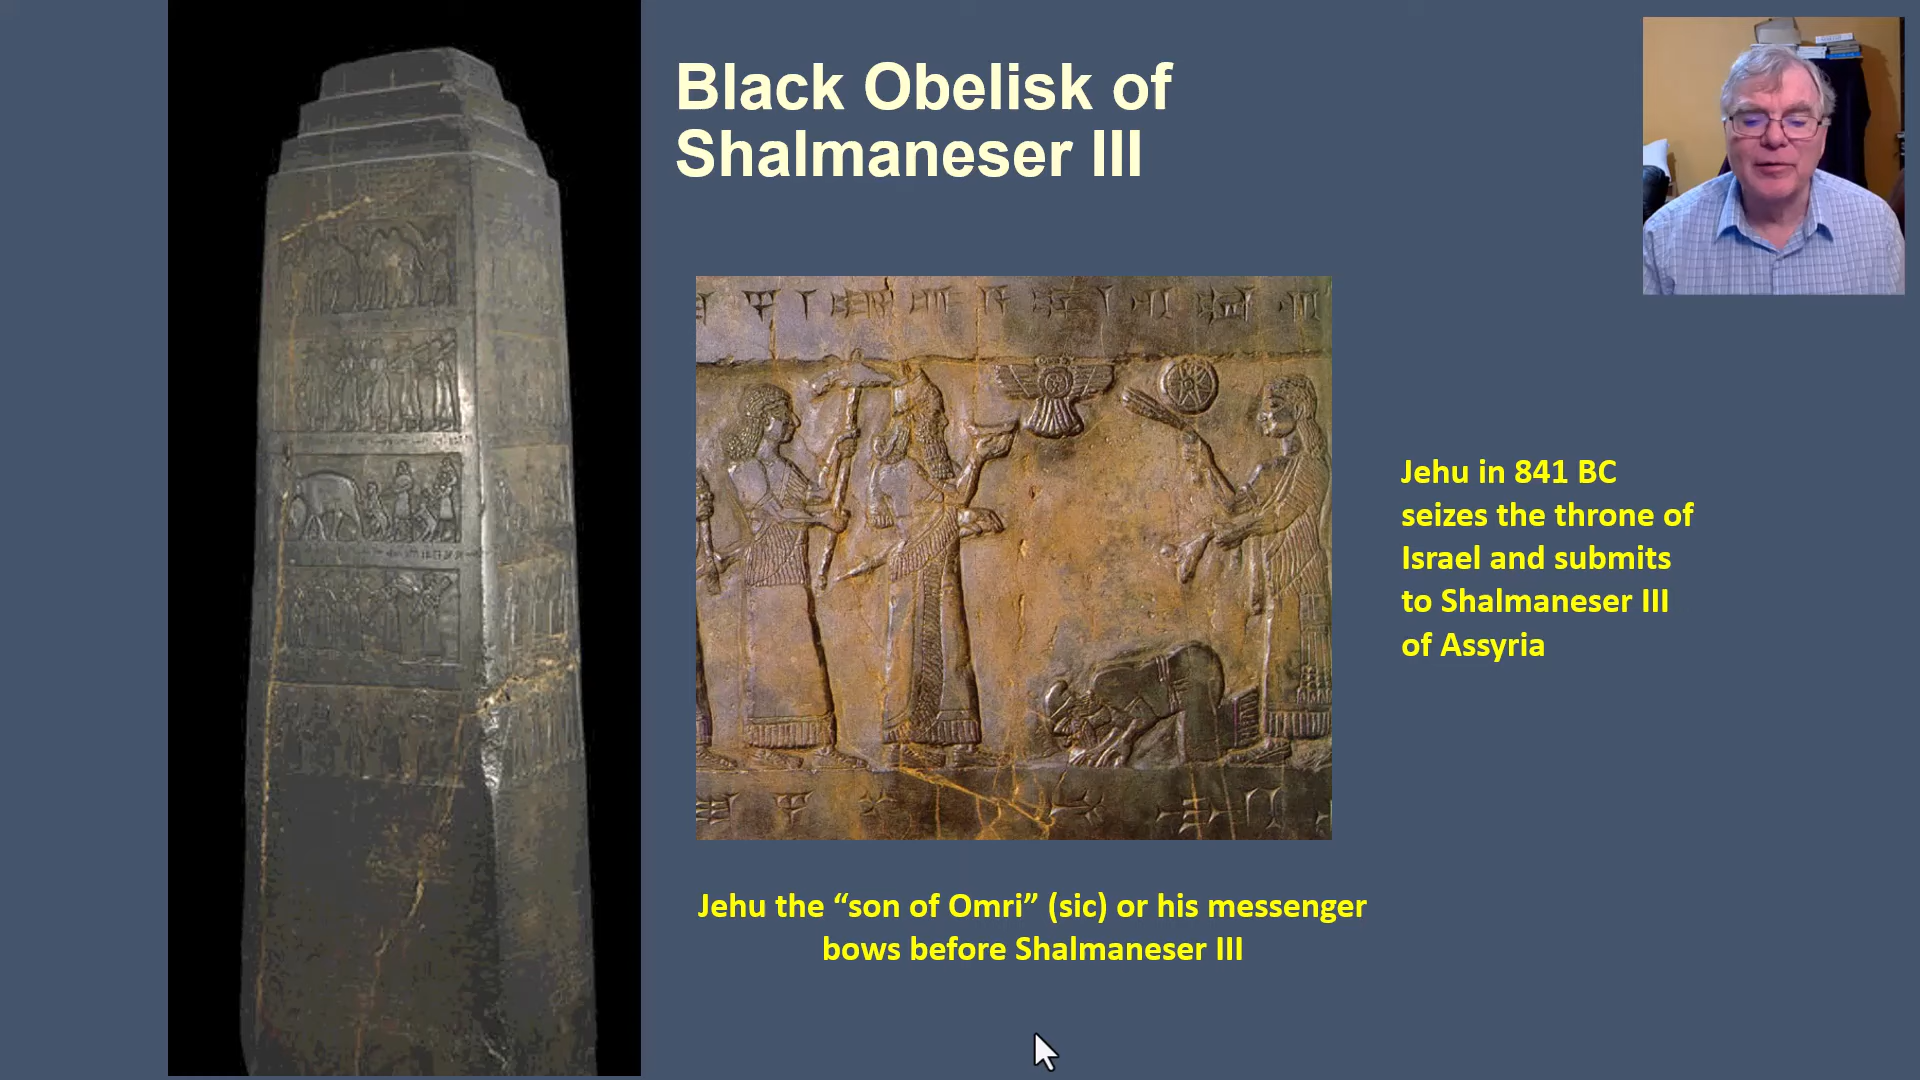 Black Obelisk of
Shalmaneser III
Jehu in 841 BC
seizes the throne of
Israel and submits
to Shalmaneser III
of Assyria
Jehu the “son of Omri” (sic) or his messenger
bows before Shalmaneser III